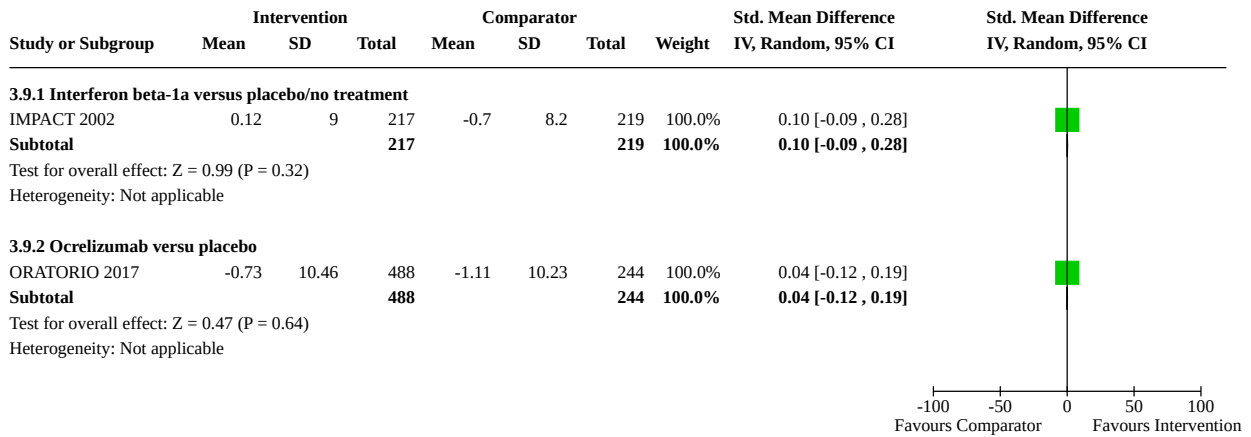 Intervention Comparator Std. Mean Difference Std. Mean Difference
Study or Subgroup Mean SD Total Mean SD Total Weight IV, Random, 95% CI IV, Random, 95% CI
3.9.1 Interferon beta-1a versus placebo/no treatment
IMPACT 2002 0.12 9 217 -0.7 8.2 219 100.0% 0.10 [-0.09 , 0.28]
Subtotal 217 219 100.0% 0.10 [-0.09 , 0.28]
Test for overall effect: Z = 0.99 (P = 0.32)
Heterogeneity: Not applicable
3.9.2 Ocrelizumab versu placebo
ORATORIO 2017 -0.73 10.46 488 -1.11 10.23 244 100.0% 0.04 [-0.12 , 0.19]
Subtotal 488 244 100.0% 0.04 [-0.12 , 0.19]
Test for overall effect: Z = 0.47 (P = 0.64)
Heterogeneity: Not applicable
-100 -50 0 50 100
Favours Comparator Favours Intervention